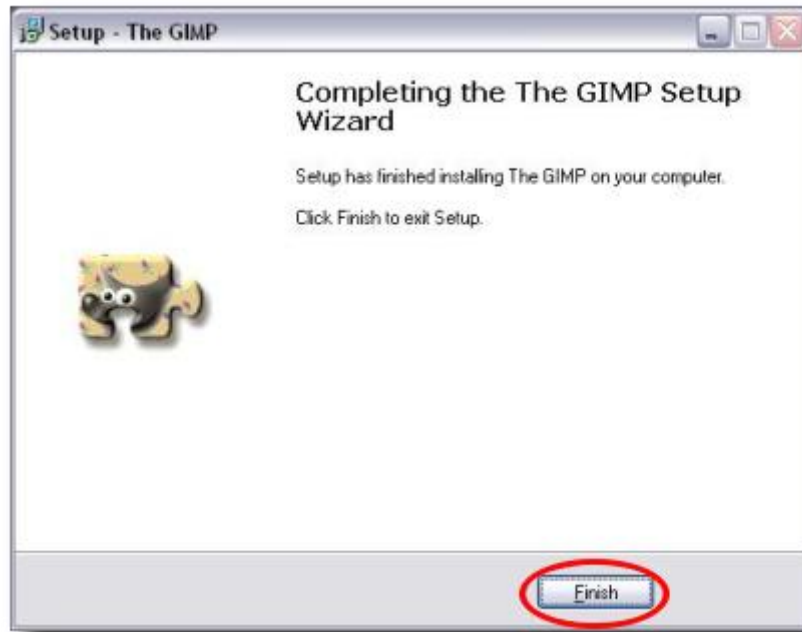 Setup - The GIMP
Completing the The GIMP Setup
Wizard
Setup has finished installing The GIMP on your computer.
Click Finish to exit Setup.
Finish